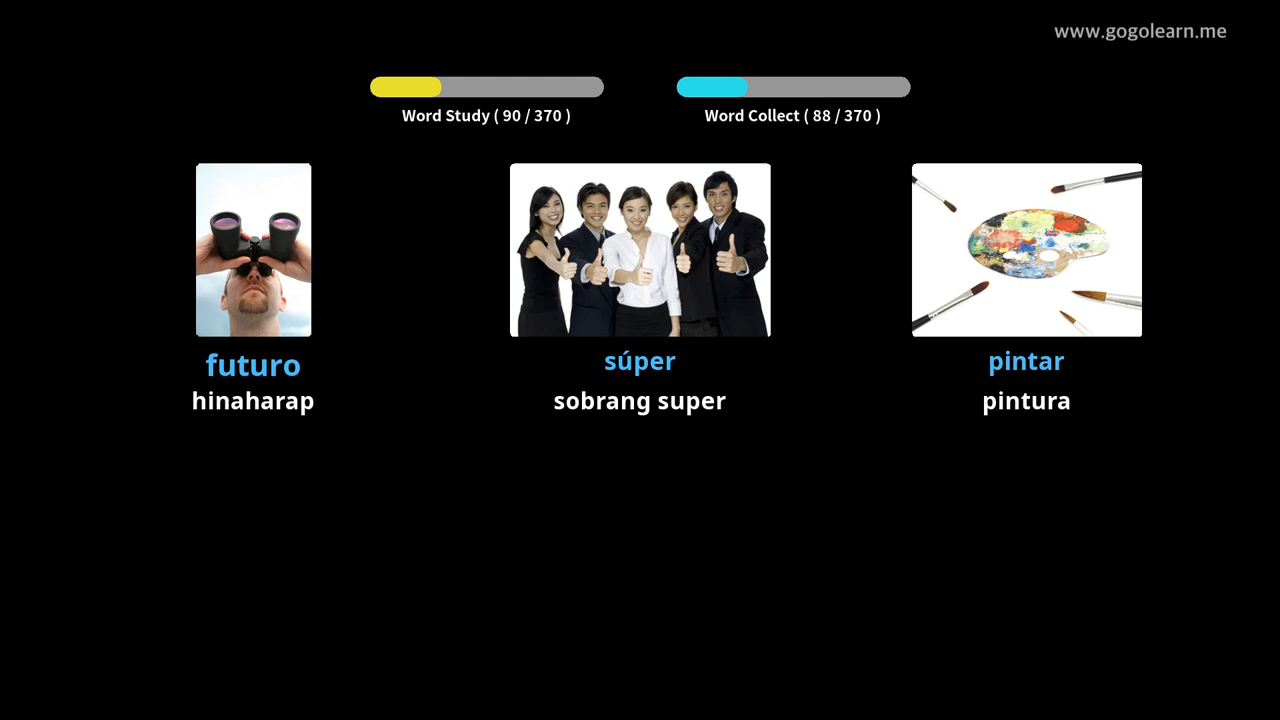 www.gogolearn.me
Word Study ( 90 / 370 )
Word Collect ( 88 / 370 )
futuro
hinaharap
súper
sobrang super
pintar
pintura